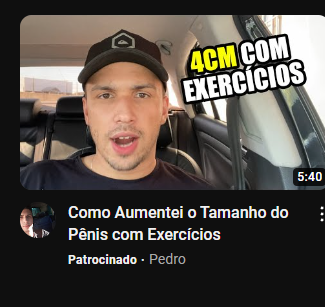 4CM COM
EXERCÍCIOS
5:40
Como Aumentei o Tamanho do
Pênis com Exercícios
Patrocinado · Pedro